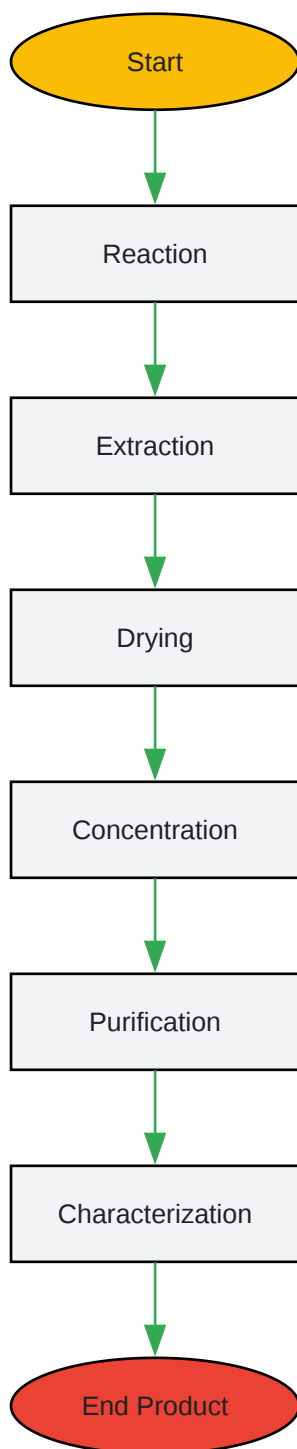 Start
Reaction
Extraction
Drying
Concentration
Purification
Characterization
End Product